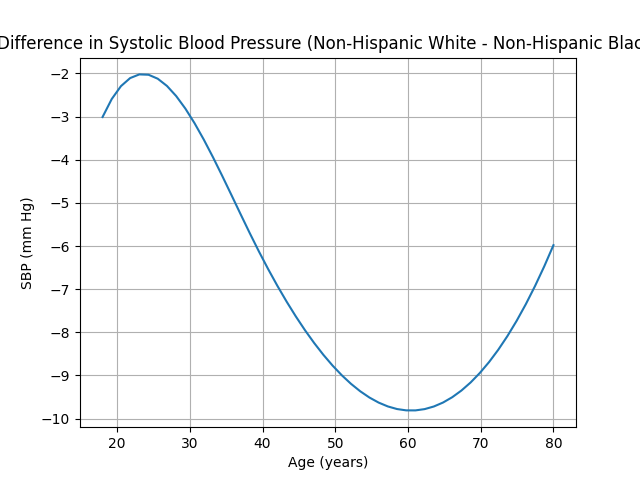 Difference in Systolic Blood Pressure (Non-Hispanic White - Non-Hispanic Blac
−2
−3
−4
−5
−6
−7
−8
−9
−10
SBP (mm Hg)
20 30 40 50 60 70 80
Age (years)